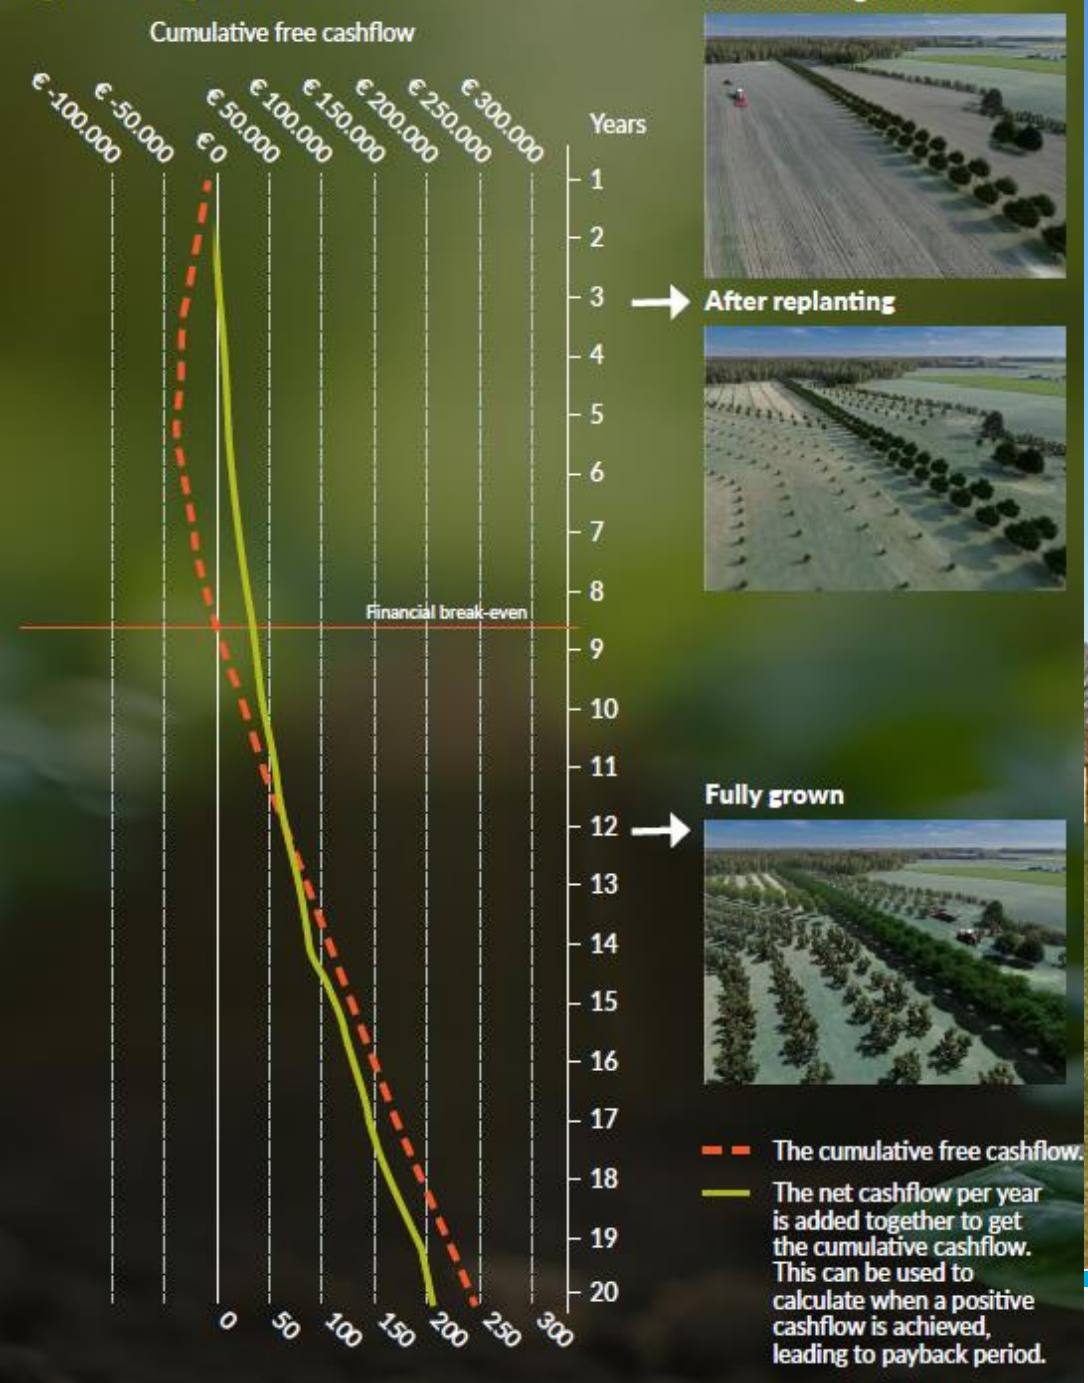 Cumulative free cashflow
€ -100.000
€ -50.000
€ 0
€ 50.000
€ 100.000
€ 150.000
€ 200.000
€ 250.000
€ 300.000
Years
1
2
3
After replanting
4
5
6
7
8
Financial break-even
9
10
11
Fully grown
12
13
14
15
16
17
18
19
20
0
50
100
150
200
250
300
The cumulative free cashflow.
The net cashflow per year
is added together to get
the cumulative cashflow.
This can be used to
calculate when a positive
cashflow is achieved,
leading to payback period.